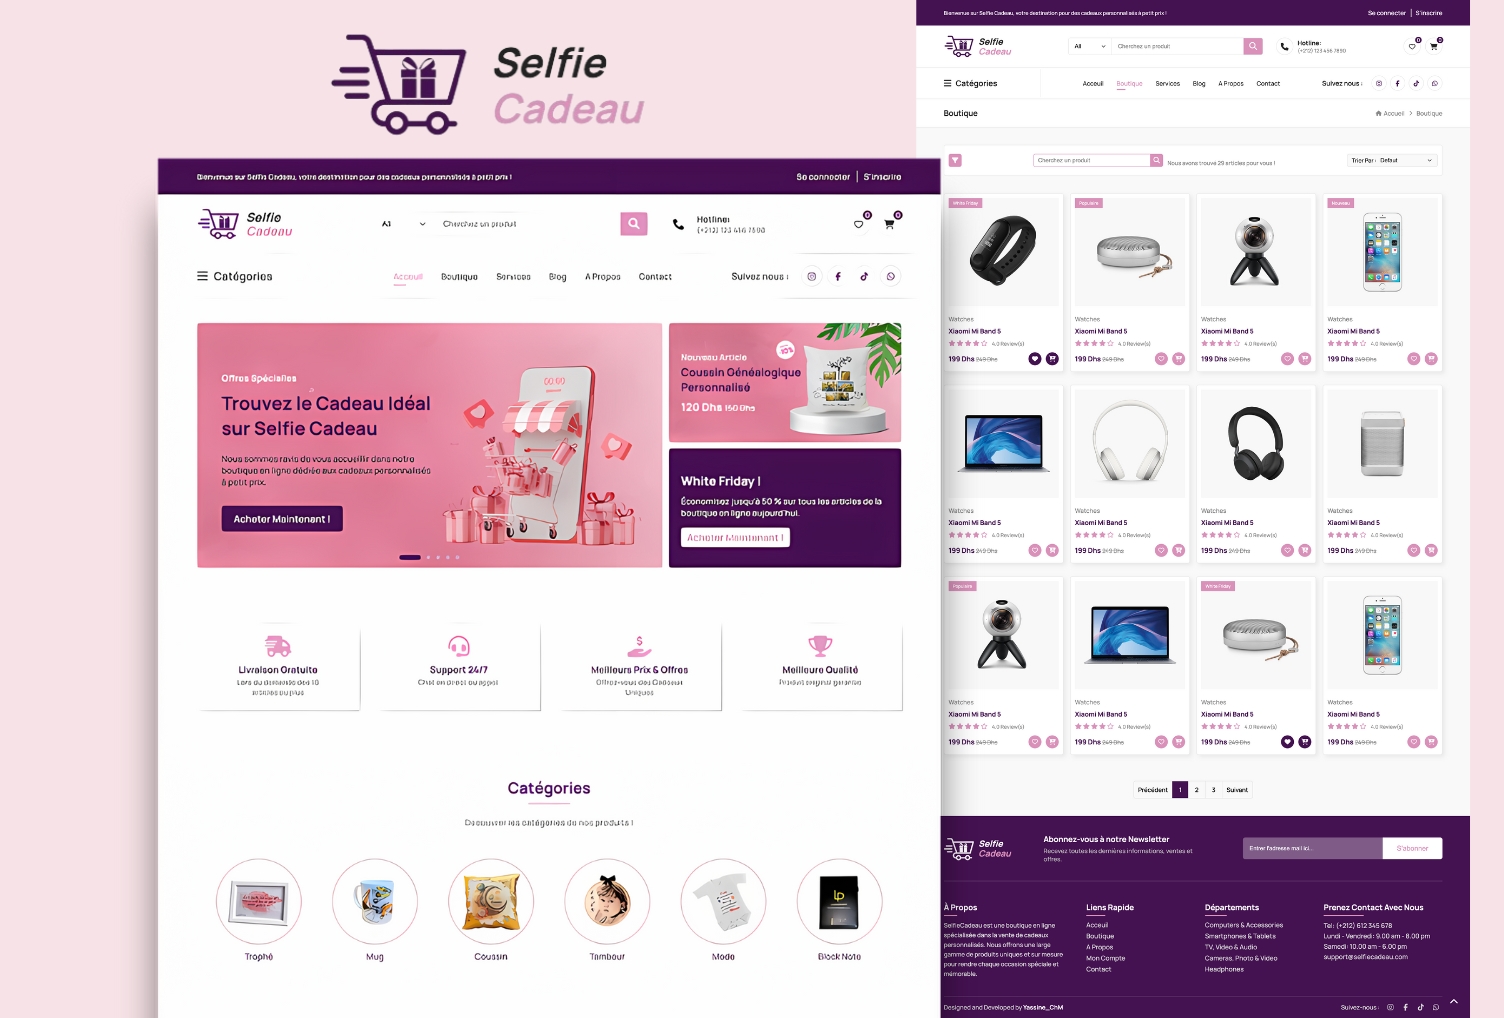 Selfie
Cadeau
Bienvenue sur Selfie Cadeau, votre destination pour des cadeaux personnalisés à petit prix !
Se connecter | S'inscrire
Selfie
Cadeau
All
Cherchez un produit
Hotline:
0
0
Catégories
Acceuil
Boutique
Services
Blog
A Propos
Contact
Suivez nous :
Offres Spéciales
Trouvez le Cadeau Idéal
sur Selfie Cadeau
Nous sommes ravis de vous accueillir dans notre
boutique en ligne dédiée aux cadeaux personnalisés
à petit prix.
Acheter Maintenant !
00:00
Nouveau Article
Coussin Généalogique
Personnalisé
120 Dhs 150 Dhs
White Friday !
Économisez jusqu'à 50 % sur tous les articles de la
boutique en ligne aujourd'hui.
Acheter Maintenant !
Livraison Gratuite
Support 24/7
Chat en direct ou appel
Meilleurs Prix & Offres
Offrez-vous des Cadeaux
Uniques
Meilleure Qualité
Produit original garantie
Catégories
Découvrer les catégories de nos produits !
Trophé
Mug
Coussin
Tambour
Mode
Block Note
Bienvenue sur Selfie Cadeau, votre destination pour des cadeaux personnalisés à petit prix !
Se connecter | S'inscrire
Selfie
Cadeau
All
Cherchez un produit
Hotline:
(+212) 123 456 7890
0
0
Catégories
Acceuil
Boutique
Services
Blog
A Propos
Contact
Suivez nous :
Boutique
Accueil > Boutique
Cherchez un produit
Nous avons trouvé 29 articles pour vous !
Trier Par : Defaut
White Friday
Populaire
Nouveau
Watches
Watches
Watches
Watches
Xiaomi Mi Band 5
Xiaomi Mi Band 5
Xiaomi Mi Band 5
Xiaomi Mi Band 5
4.0 Review(s)
4.0 Review(s)
4.0 Review(s)
4.0 Review(s)
199 Dhs 249 Dhs
199 Dhs 249 Dhs
199 Dhs 249 Dhs
199 Dhs 249 Dhs
Watches
Watches
Watches
Watches
Xiaomi Mi Band 5
Xiaomi Mi Band 5
Xiaomi Mi Band 5
Xiaomi Mi Band 5
4.0 Review(s)
4.0 Review(s)
4.0 Review(s)
4.0 Review(s)
199 Dhs 249 Dhs
199 Dhs 249 Dhs
199 Dhs 249 Dhs
199 Dhs 249 Dhs
Populaire
White Friday
Watches
Watches
Watches
Watches
Xiaomi Mi Band 5
Xiaomi Mi Band 5
Xiaomi Mi Band 5
Xiaomi Mi Band 5
4.0 Review(s)
4.0 Review(s)
4.0 Review(s)
4.0 Review(s)
199 Dhs 249 Dhs
199 Dhs 249 Dhs
199 Dhs 249 Dhs
199 Dhs 249 Dhs
Précédent 1 2 3 Suivant
Selfie
Cadeau
Abonnez-vous à notre Newsletter
Recevez toutes les dernières informations, ventes et
offres.
Entrer l'adresse mail ici...
S'abonner
À Propos
SelfieCadeau est une boutique en ligne
spécialisée dans la vente de cadeaux
personnalisés. Nous offrons une large
gamme de produits uniques et sur mesure
pour rendre chaque occasion spéciale et
mémorable.
Liens Rapide
Acceuil
Boutique
A Propos
Mon Compte
Contact
Départements
Computers & Accessories
Smartphones & Tablets
TV, Video & Audio
Cameras, Photo & Video
Headphones
Prenez Contact Avec Nous
Tel: (+212) 612 345 678
Lundi - Vendredi : 9.00 am - 8.00 pm
Samedi: 10.00 am - 6.00 pm
support@selfiecadeau.com
Designed and Developed by Yassine_ChM
Suivez-nous :